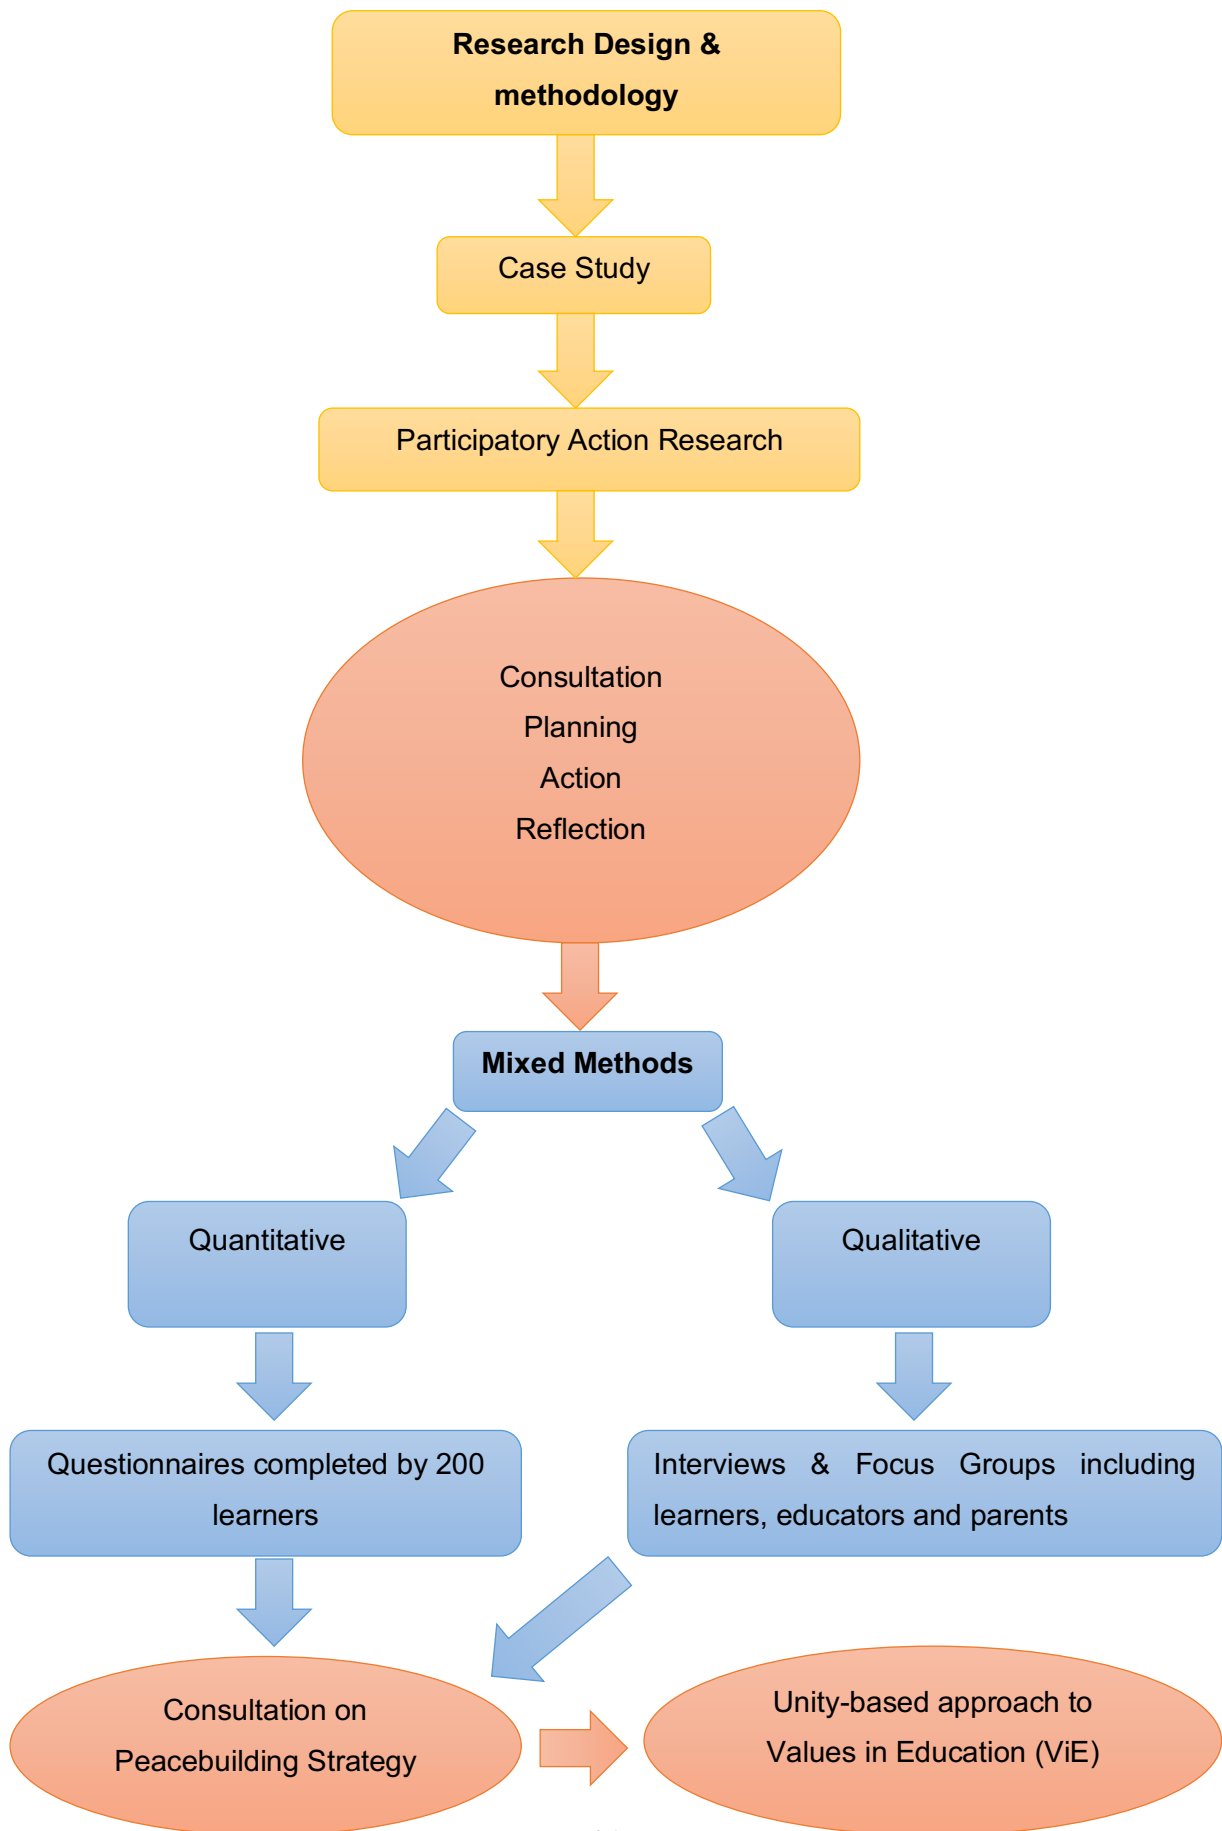 Research Design &
methodology
Case Study
Participatory Action Research
Consultation
Planning
Action
Reflection
Mixed Methods
Quantitative
Qualitative
Questionnaires completed by 200
learners
Interviews & Focus Groups including
learners, educators and parents
Consultation on
Peacebuilding Strategy
Unity-based approach to
Values in Education (ViE)